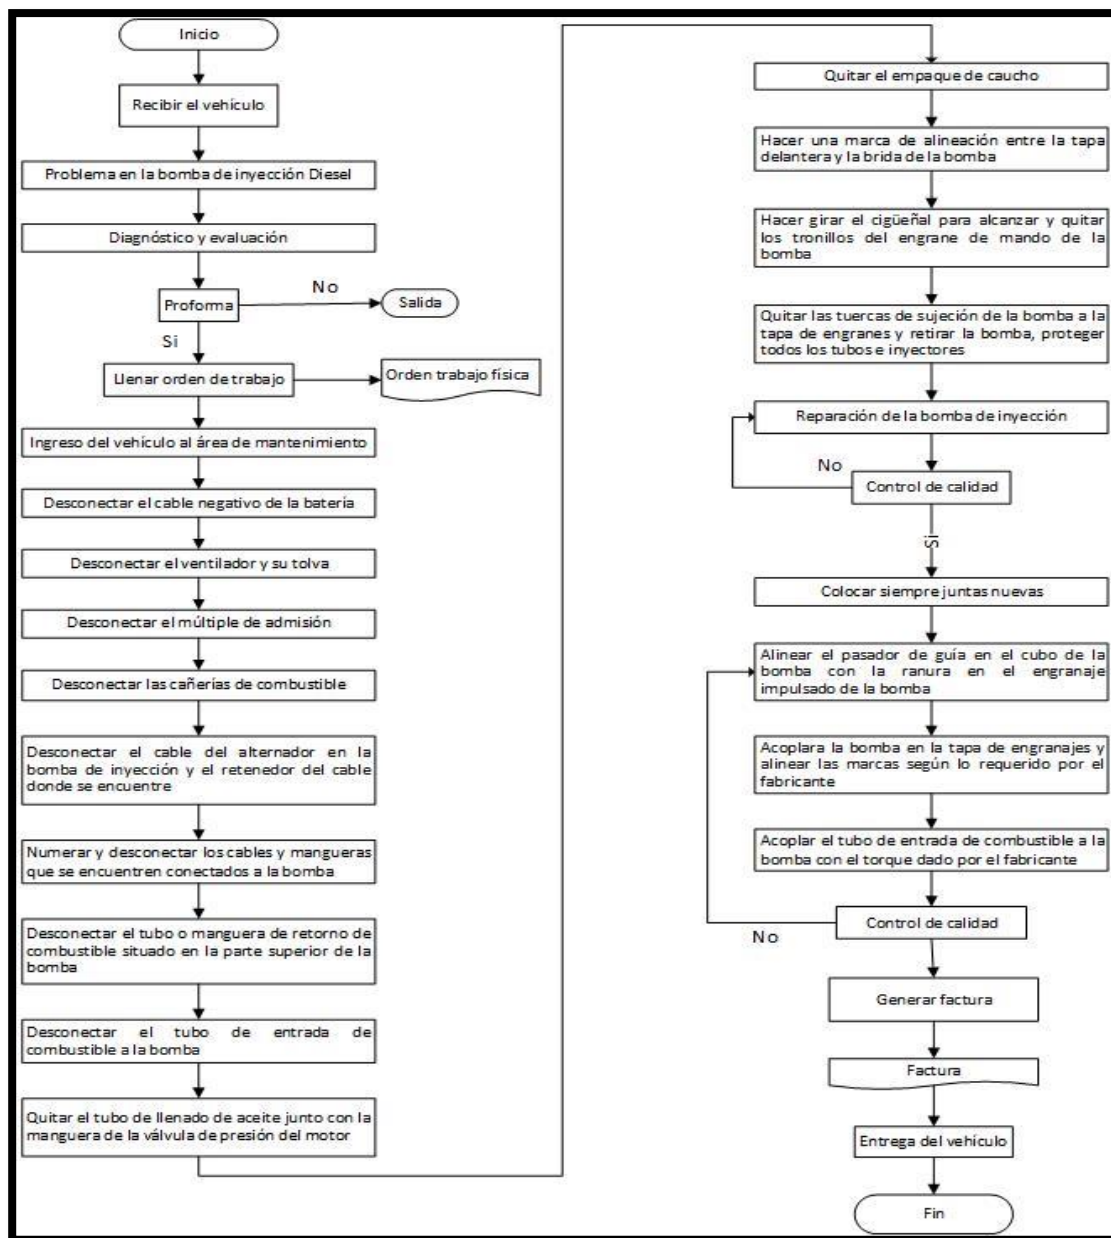 Inicio
Recibir el vehículo
Problema en la bomba de inyección Diesel
Diagnóstico y evaluación
Proforma
No
Salida
Si
Llenar orden de trabajo
Orden trabajo física
Ingreso del vehículo al área de mantenimiento
Desconectar el cable negativo de la batería
Desconectar el ventilador y su tolva
Desconectar el múltiple de admisión
Desconectar las cañerías de combustible
Desconectar el cable del alternador en la
bomba de inyección y el retenedor del cable
donde se encuentre
Numerar y desconectar los cables y mangueras
que se encuentren conectados a la bomba
Desconectar el tubo o manguera de retorno de
combustible situado en la parte superior de la
bomba
Desconectar el tubo de entrada de
combustible a la bomba
Quitar el tubo de llenado de aceite junto con la
manguera de la válvula de presión del motor
Quitar el empaque de caucho
Hacer una marca de alineación entre la tapa
delantera y la brida de la bomba
Hacer girar el cigüeñal para alcanzar y quitar
los tronillos del engrane de mando de la
bomba
Quitar las tuercas de sujeción de la bomba a la
tapa de engranes y retirar la bomba, proteger
todos los tubos e inyectores
Reparación de la bomba de inyección
No
Control de calidad
Si
Colocar siempre juntas nuevas
Alinear el pasador de guía en el cubo de la
bomba con la ranura en el engranaje
impulsado de la bomba
Acoplara la bomba en la tapa de engranajes y
alinear las marcas según lo requerido por el
fabricante
Acoplar el tubo de entrada de combustible a la
bomba con el torque dado por el fabricante
Control de calidad
No
Generar factura
Factura
Entrega del vehículo
Fin